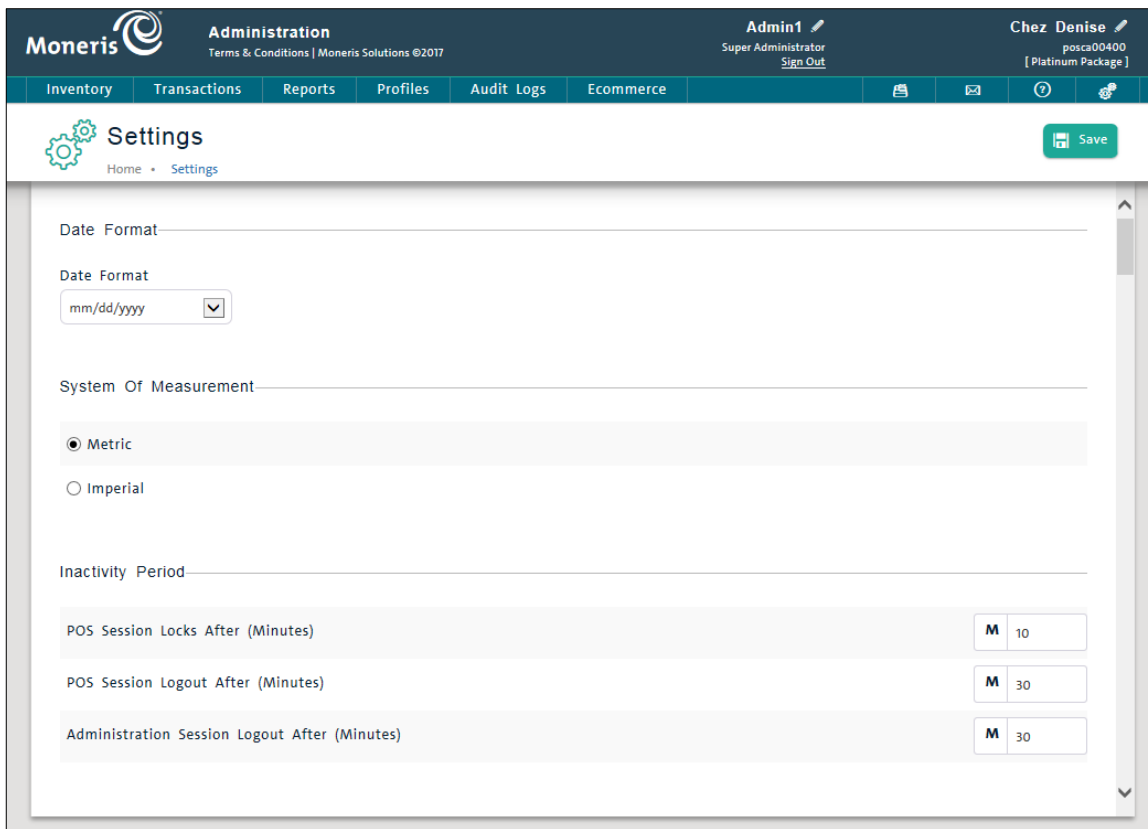 Moneris
Administration
Terms & Conditions | Moneris Solutions ©2017
Admin1
Super Administrator
Sign Out
Chez Denise
posca00400
[ Platinum Package ]
Inventory Transactions Reports Profiles Audit Logs Ecommerce
Settings
Home • Settings
Save
Date Format
Date Format
mm/dd/yyyy
System Of Measurement
Metric
Imperial
Inactivity Period
POS Session Locks After (Minutes) M 10
POS Session Logout After (Minutes) M 30
Administration Session Logout After (Minutes) M 30